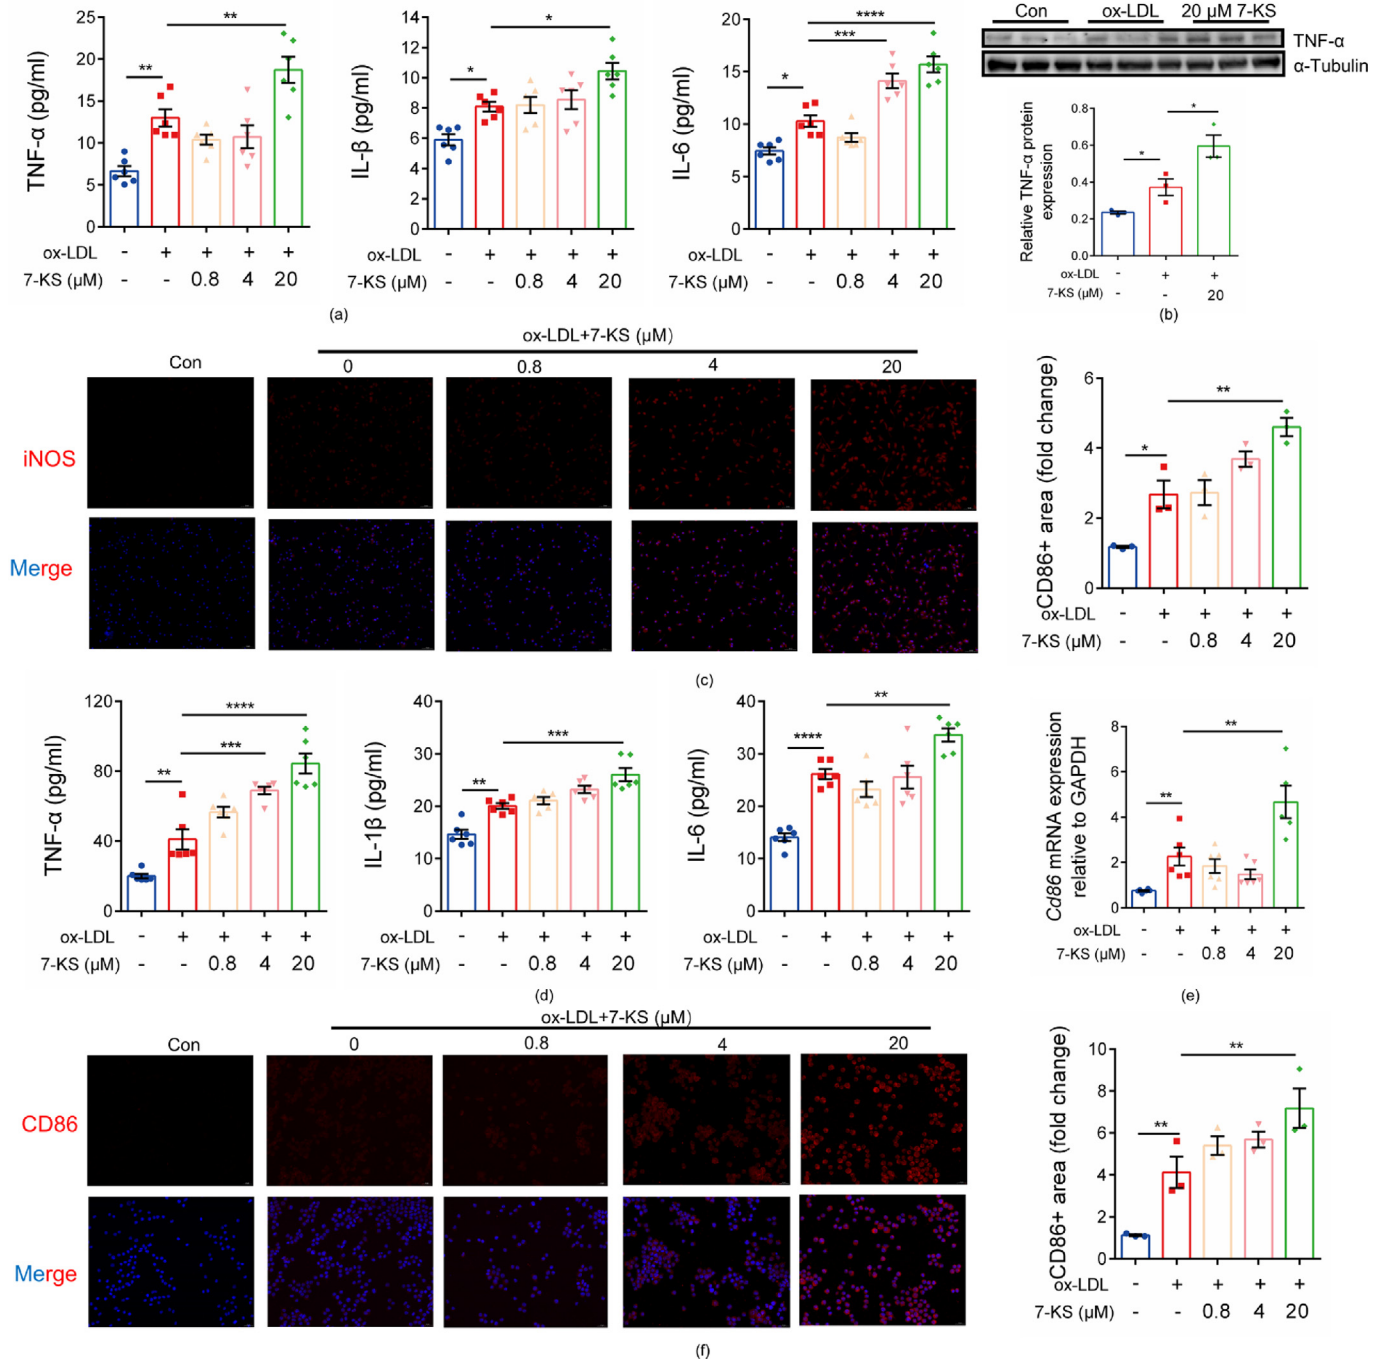 TNF-α (pg/ml)
25
20
15
10
5
0
**
**
ox-LDL - + + + +
7-KS (μM) - - 0.8 4 20
IL-β (pg/ml)
14
12
10
8
6
4
2
0
*
*
- + + + +
- - 0.8 4 20
IL-6 (pg/ml)
20
15
10
5
0
****
***
*
ox-LDL - + + + +
7-KS (μM) - - 0.8 4 20
(a)
Con ox-LDL 20 μM 7-KS
TNF-α
α-Tubulin
Relative TNF-α protein
expression
0.8
0.6
0.4
0.2
0.0
*
*
ox-LDL - + +
7-KS (μM) - - 20
(b)
ox-LDL+7-KS (μM)
Con 0 0.8 4 20
iNOS
Merge
CD86+ area (fold change)
6
4
2
0
**
*
ox-LDL - + + + +
7-KS (μM) - - 0.8 4 20
(c)
TNF-α (pg/ml)
120
80
40
0
****
***
**
ox-LDL - + + + +
7-KS (μM) - - 0.8 4 20
IL-1β (pg/ml)
40
30
20
10
0
***
**
ox-LDL - + + + +
7-KS (μM) - - 0.8 4 20
IL-6 (pg/ml)
40
30
20
10
0
**
****
ox-LDL - + + + +
7-KS (μM) - - 0.8 4 20
(d)
Cd86 mRNA expression
relative to GAPDH
8
6
4
2
0
**
**
ox-LDL - + + + +
7-KS (μM) - - 0.8 4 20
(e)
ox-LDL+7-KS (μM)
Con 0 0.8 4 20
CD86
Merge
CD86+ area (fold change)
10
8
6
4
2
0
**
**
ox-LDL - + + + +
7-KS (μM) - - 0.8 4 20
(f)